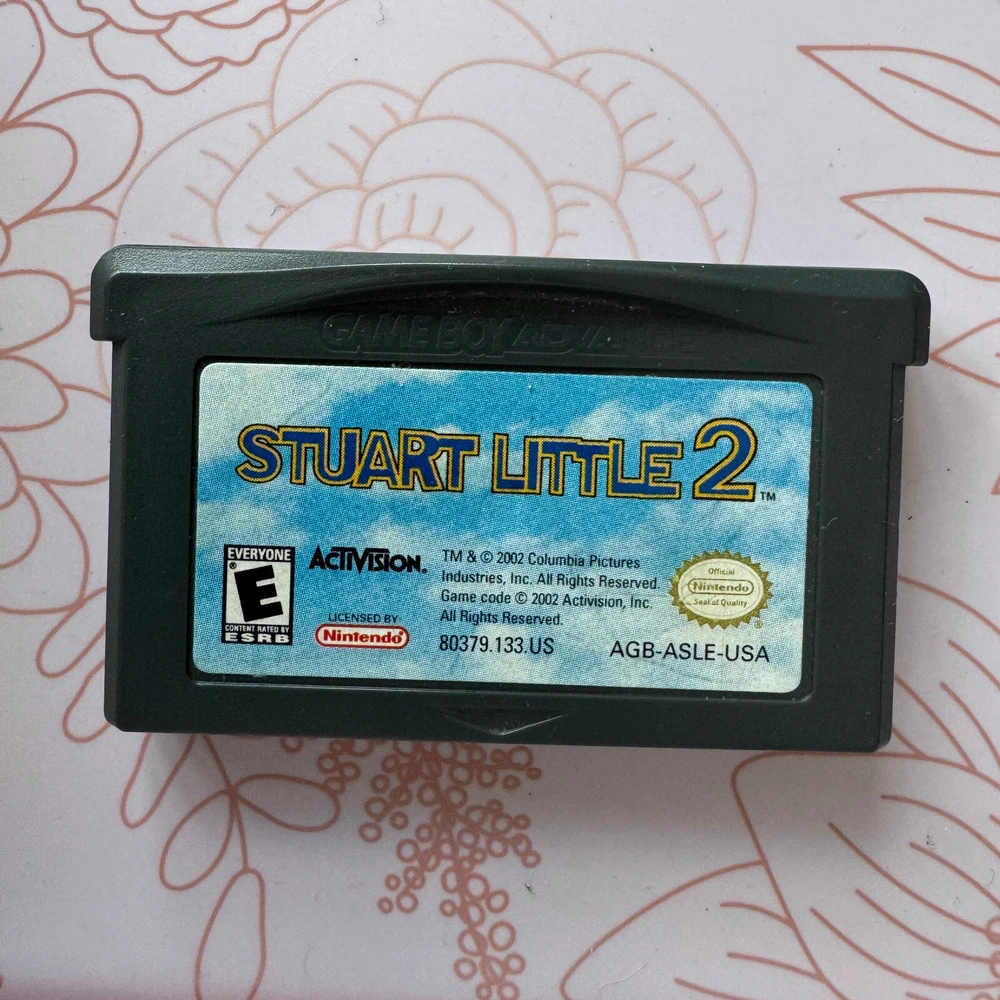 GAME BOY ADVANCE
STUART LITTLE 2 ™
EVERYONE
E ®
CONTENT RATED BY
ESRB
ACTIVISION.
LICENSED BY
Nintendo®
TM & © 2002 Columbia Pictures
Industries, Inc. All Rights Reserved.
Game code © 2002 Activision, Inc.
All Rights Reserved.
80379.133.US
Official
Nintendo
Seal of Quality
®
AGB-ASLE-USA